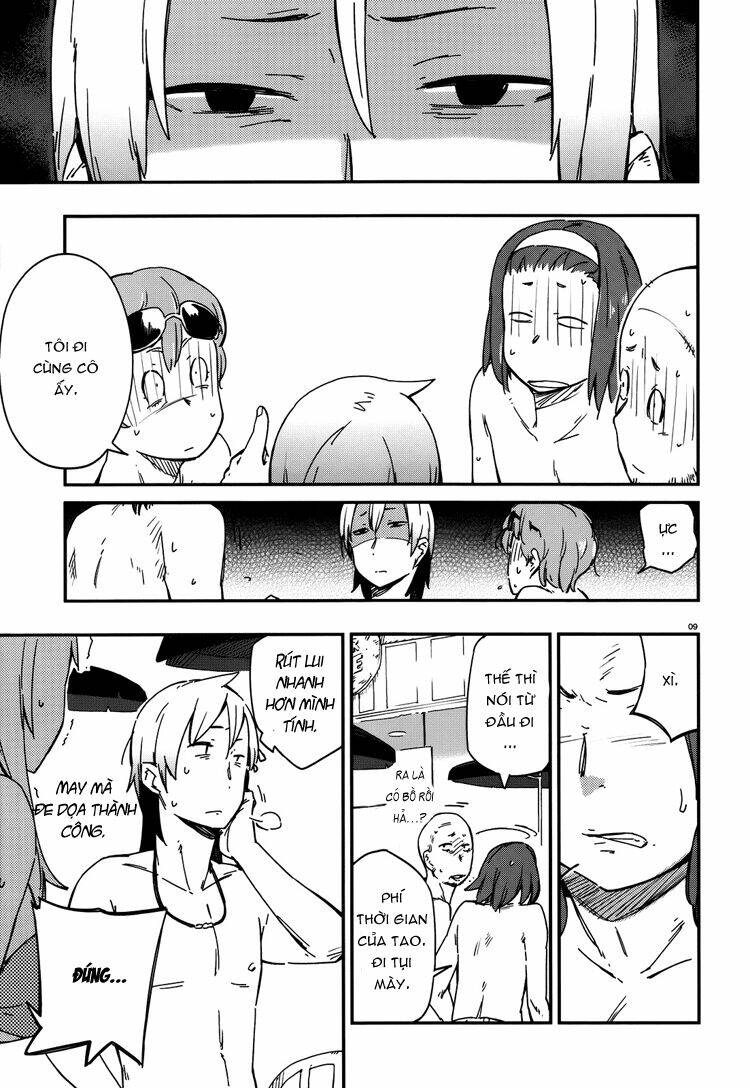 TÔI ĐI
CÙNG CÔ
ẤY.
ỰC
...
09
XÌ.
THẾ THÌ
NÓI TỪ
ĐẦU ĐI
...
RA LÀ
CÓ BỒ RỒI
HẢ...?
PHÍ
THỜI GIAN
CỦA TAO.
ĐI TỤI
MÀY.
RÚT LUI
NHANH
HƠN MÌNH
TÍNH.
MAY MÀ
ĐE DỌA THÀNH
CÔNG.
ĐÚNG...